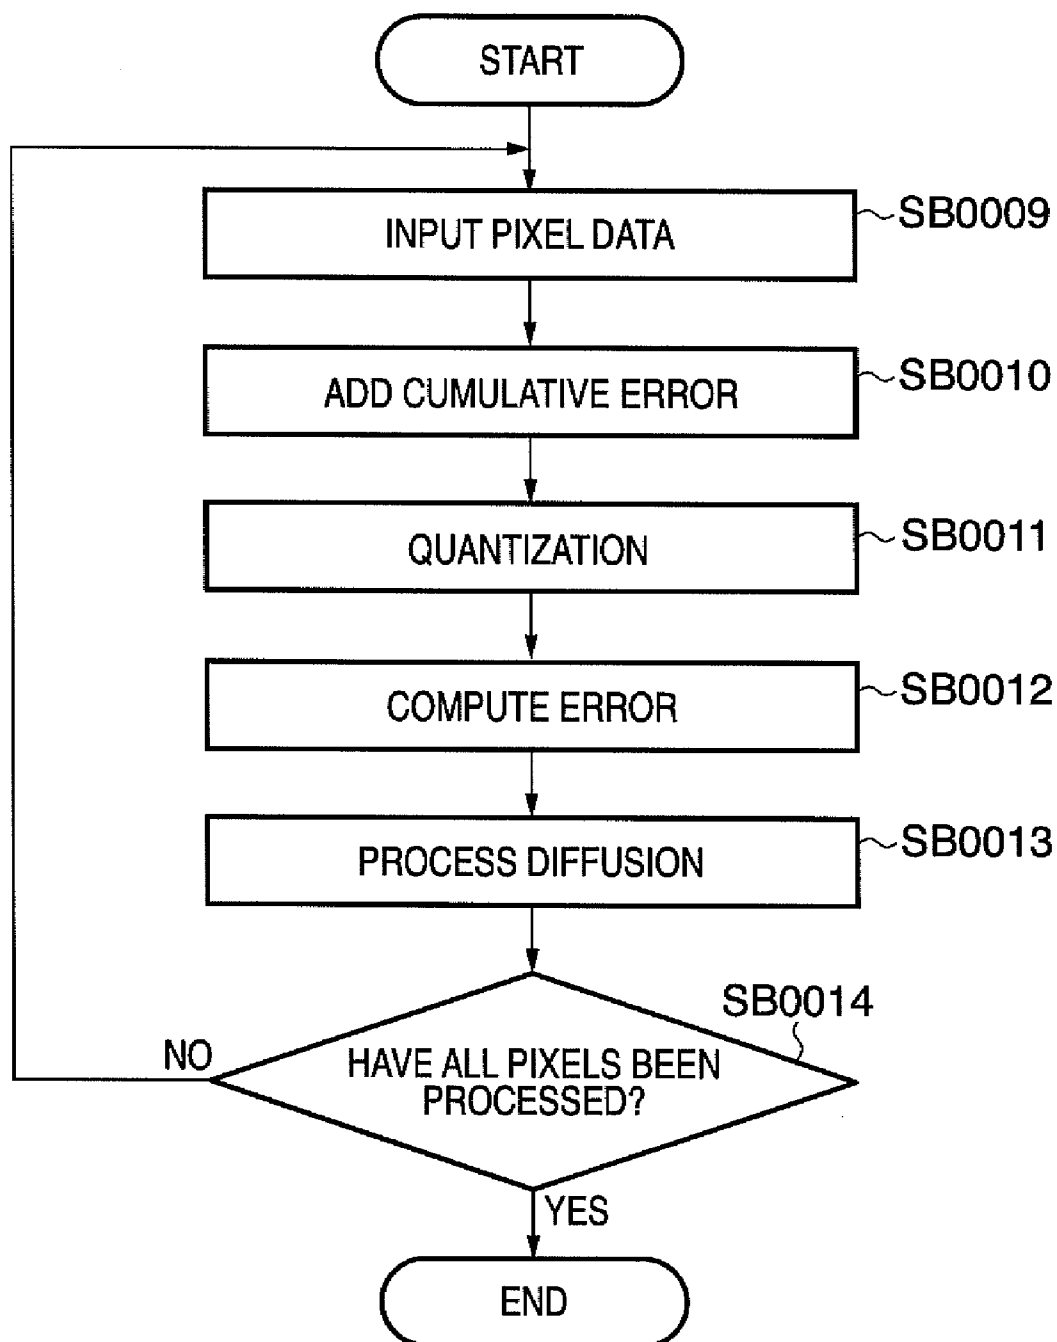 START
INPUT PIXEL DATA
SB0009
ADD CUMULATIVE ERROR
SB0010
QUANTIZATION
SB0011
COMPUTE ERROR
SB0012
PROCESS DIFFUSION
SB0013
SB0014
NO
HAVE ALL PIXELS BEEN
PROCESSED?
YES
END